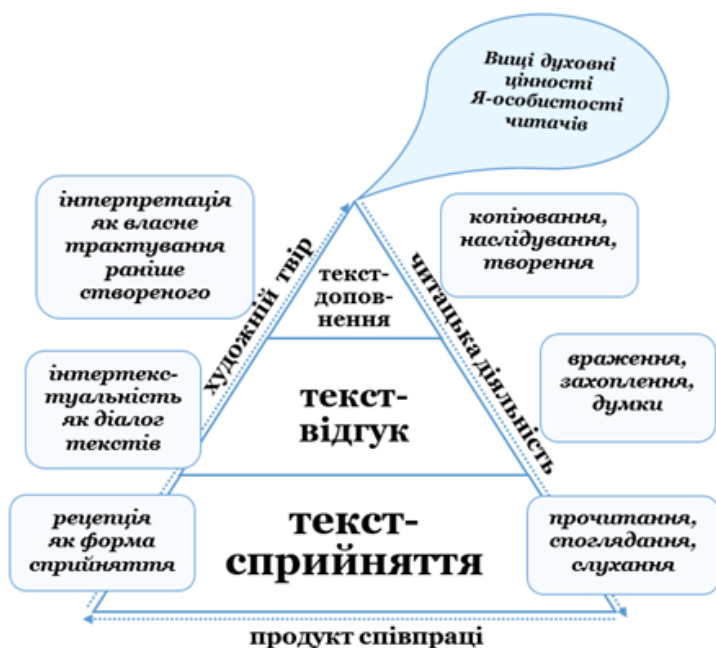 Вищі духовні
цінності
Я-особистості
читачів
інтерпретація
як власне
трактування
раніше
створеного
художній твір
текст-
допов-
нення
читацька діяльність
копіювання,
наслідування,
творення
інтертекс-
туальність
як діалог
текстів
текст-
відгук
враження,
захоплення,
думки
рецепція
як форма
сприйняття
текст-
сприйняття
прочитання,
споглядання,
слухання
продукт співпраці